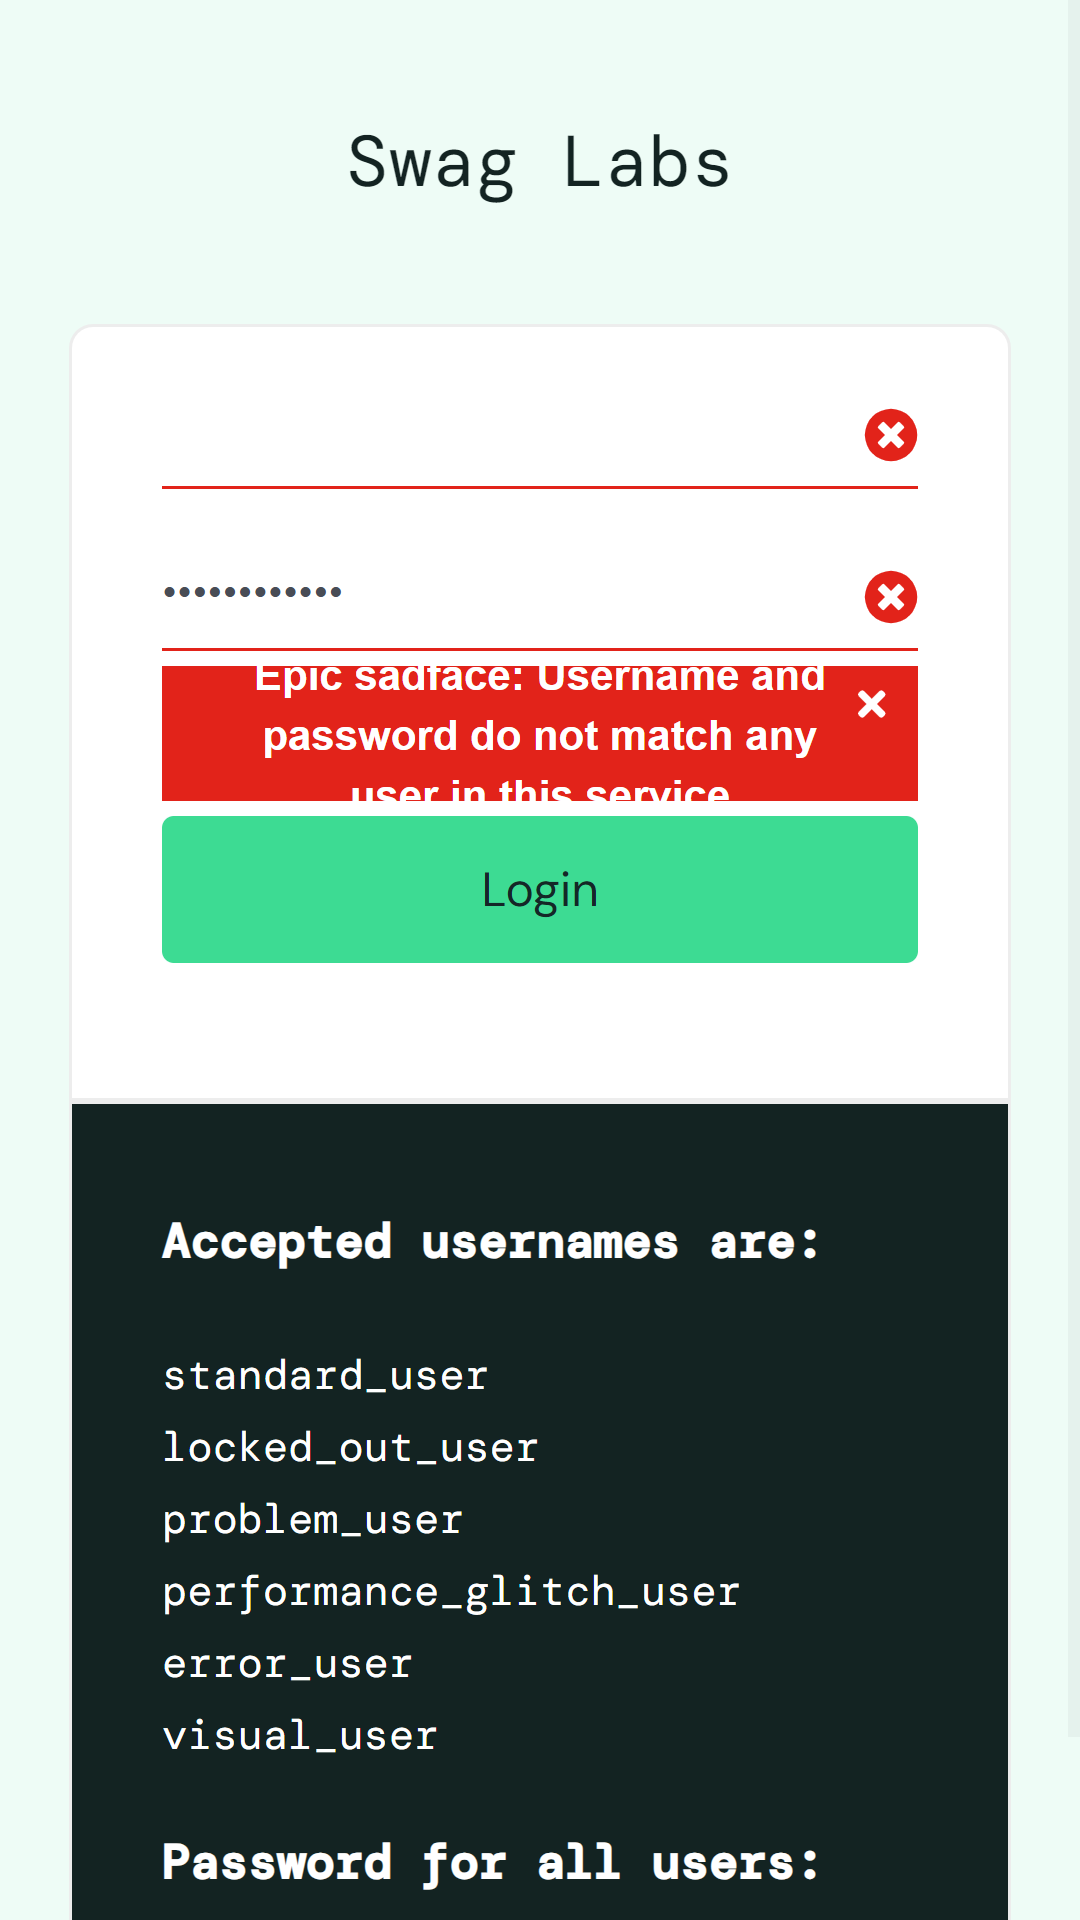 Swag Labs
••••••••••••
Epic sadface: Username and
password do not match any
user in this service
Login
Accepted usernames are:
standard_user
locked_out_user
problem_user
performance_glitch_user
error_user
visual_user
Password for all users: